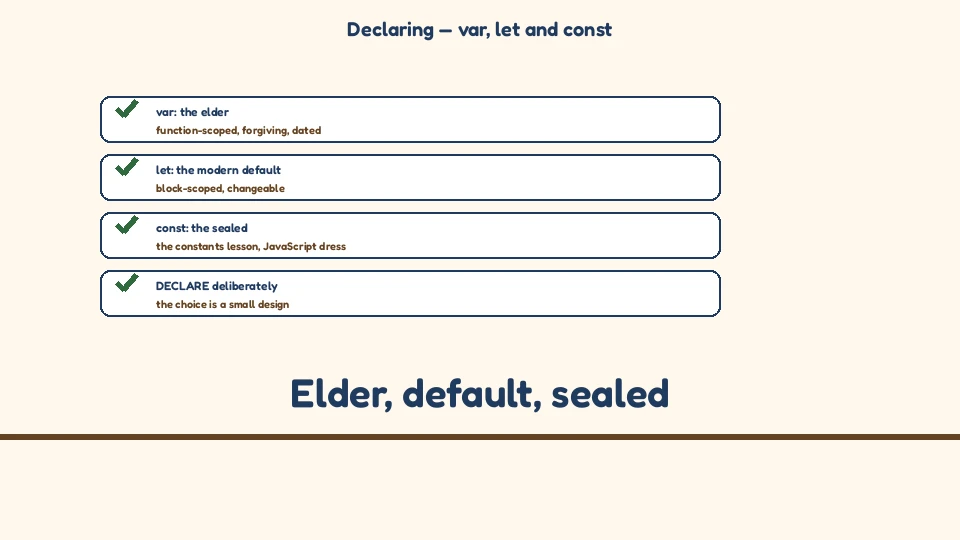 Declaring — var, let and const
var: the elder
function-scoped, forgiving, dated
let: the modern default
block-scoped, changeable
const: the sealed
the constants lesson, JavaScript dress
DECLARE deliberately
the choice is a small design
Elder, default, sealed